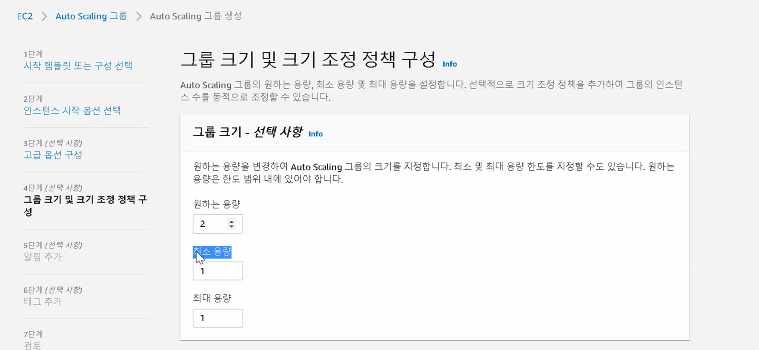 EC2 > Auto Scaling 그룹 > Auto Scaling 그룹 생성
1단계
시작 템플릿 또는 구성 선택
2단계
인스턴스 시작 옵션 선택
3단계 (선택 사항)
고급 옵션 구성
4단계 (선택 사항)
그룹 크기 및 크기 조정 정책 구
성
5단계 (선택 사항)
알림 추가
6단계 (선택 사항)
태그 추가
7단계
검토
그룹 크기 및 크기 조정 정책 구성 Info
Auto Scaling 그룹의 원하는 용량, 최소 용량 및 최대 용량을 설정합니다. 선택적으로 크기 조정 정책을 추가하여 그룹의 인스턴
스 수를 동적으로 조정할 수 있습니다.
그룹 크기 - 선택 사항 Info
원하는 용량을 변경하여 Auto Scaling 그룹의 크기를 지정합니다. 최소 및 최대 용량 한도를 지정할 수도 있습니다. 원하는
용량은 한도 범위 내에 있어야 합니다.
원하는 용량
2
최소 용량
1
최대 용량
1